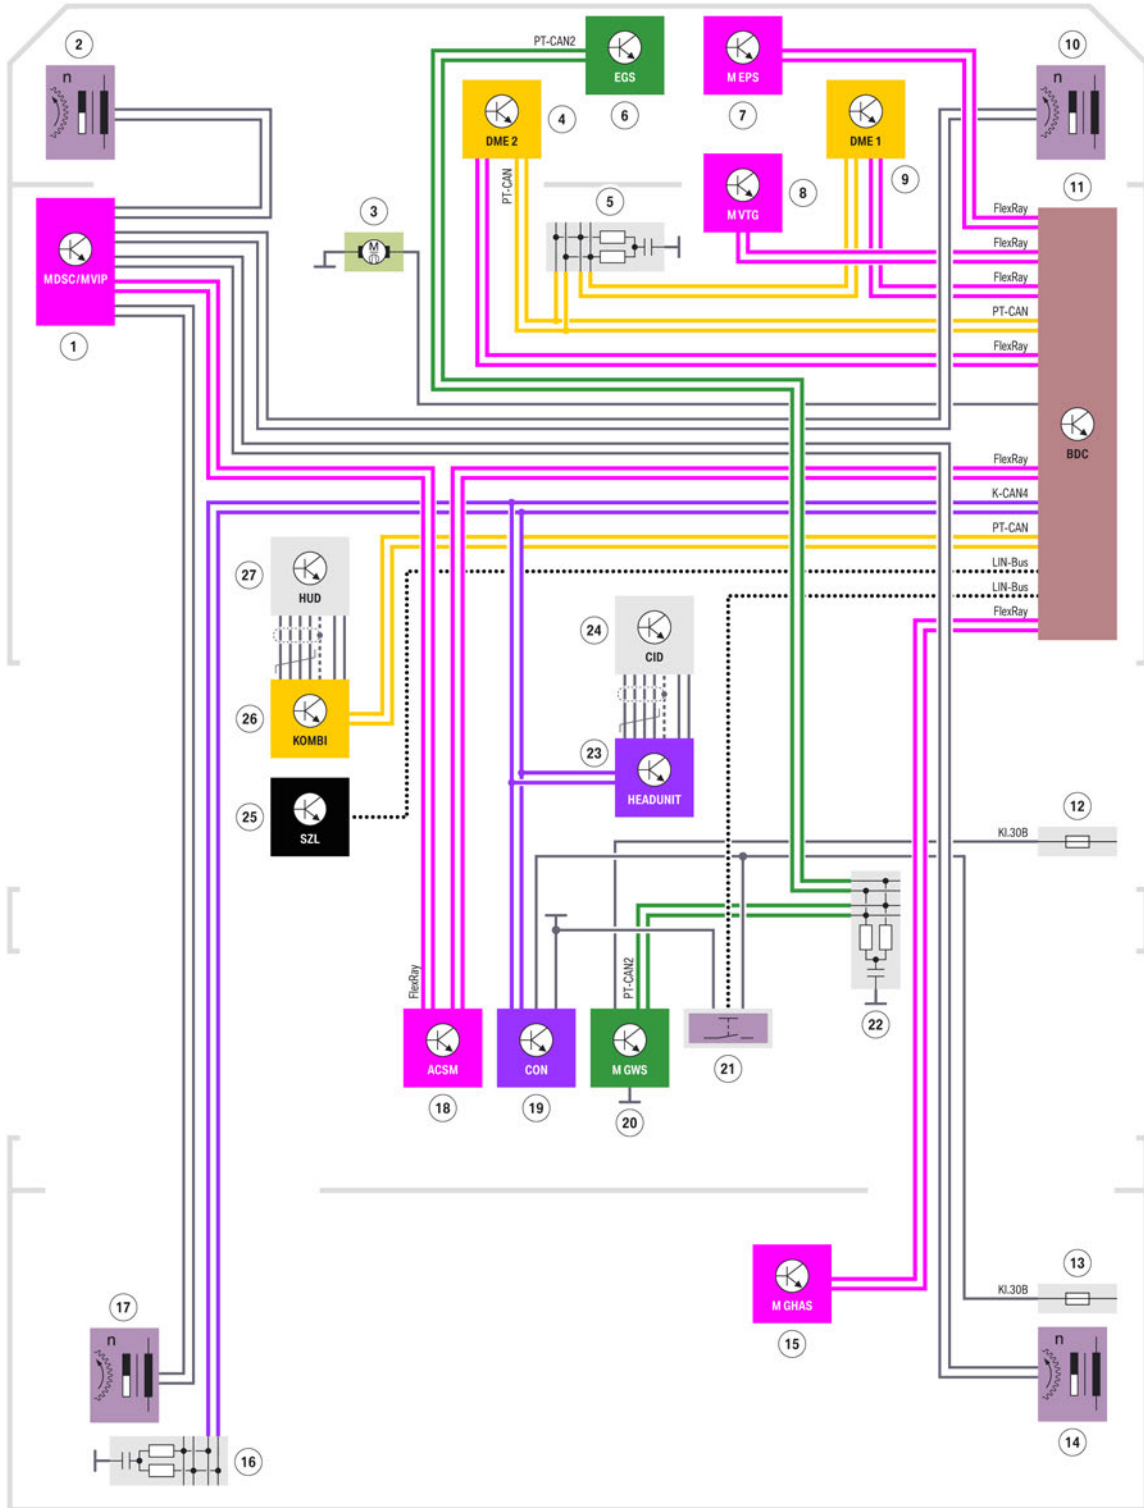 2
n
PT-CAN2
EGS
6
M EPS
7
10
n
DME 2
4
DME 1
9
PT-CAN
M VTG
8
11
5
3
M
MDSC/MVIP
1
FlexRay
FlexRay
FlexRay
PT-CAN
FlexRay
BDC
FlexRay
K-CAN4
PT-CAN
LIN-Bus
LIN-Bus
FlexRay
27
HUD
24
CID
26
KOMBI
23
HEADUNIT
25
SZL
12
Kl.30B
FlexRay
PT-CAN2
22
ACSM
18
CON
19
M GWS
20
21
M GHAS
15
13
Kl.30B
17
n
n
14
16